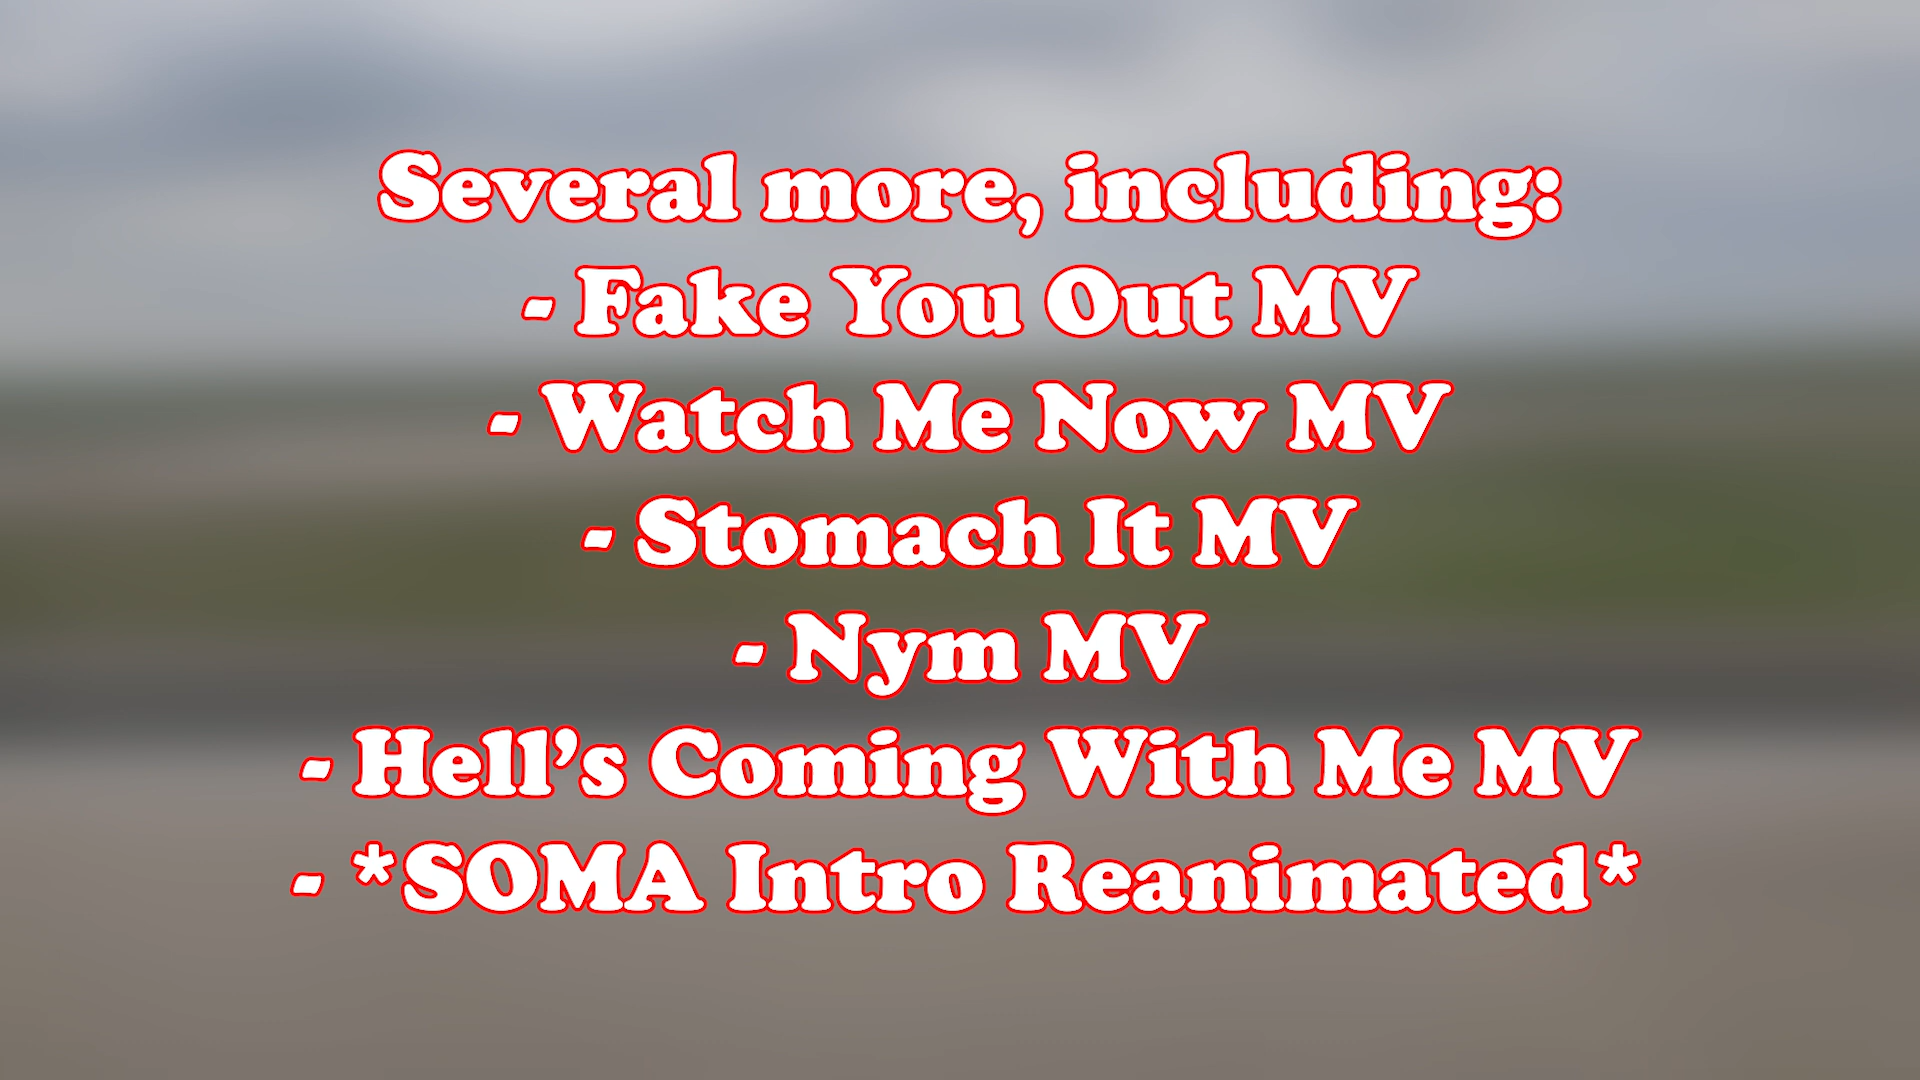 Several more, including:
- Fake You Out MV
- Watch Me Now MV
- Stomach It MV
- Nym MV
- Hell’s Coming With Me MV
- *SOMA Intro Reanimated*